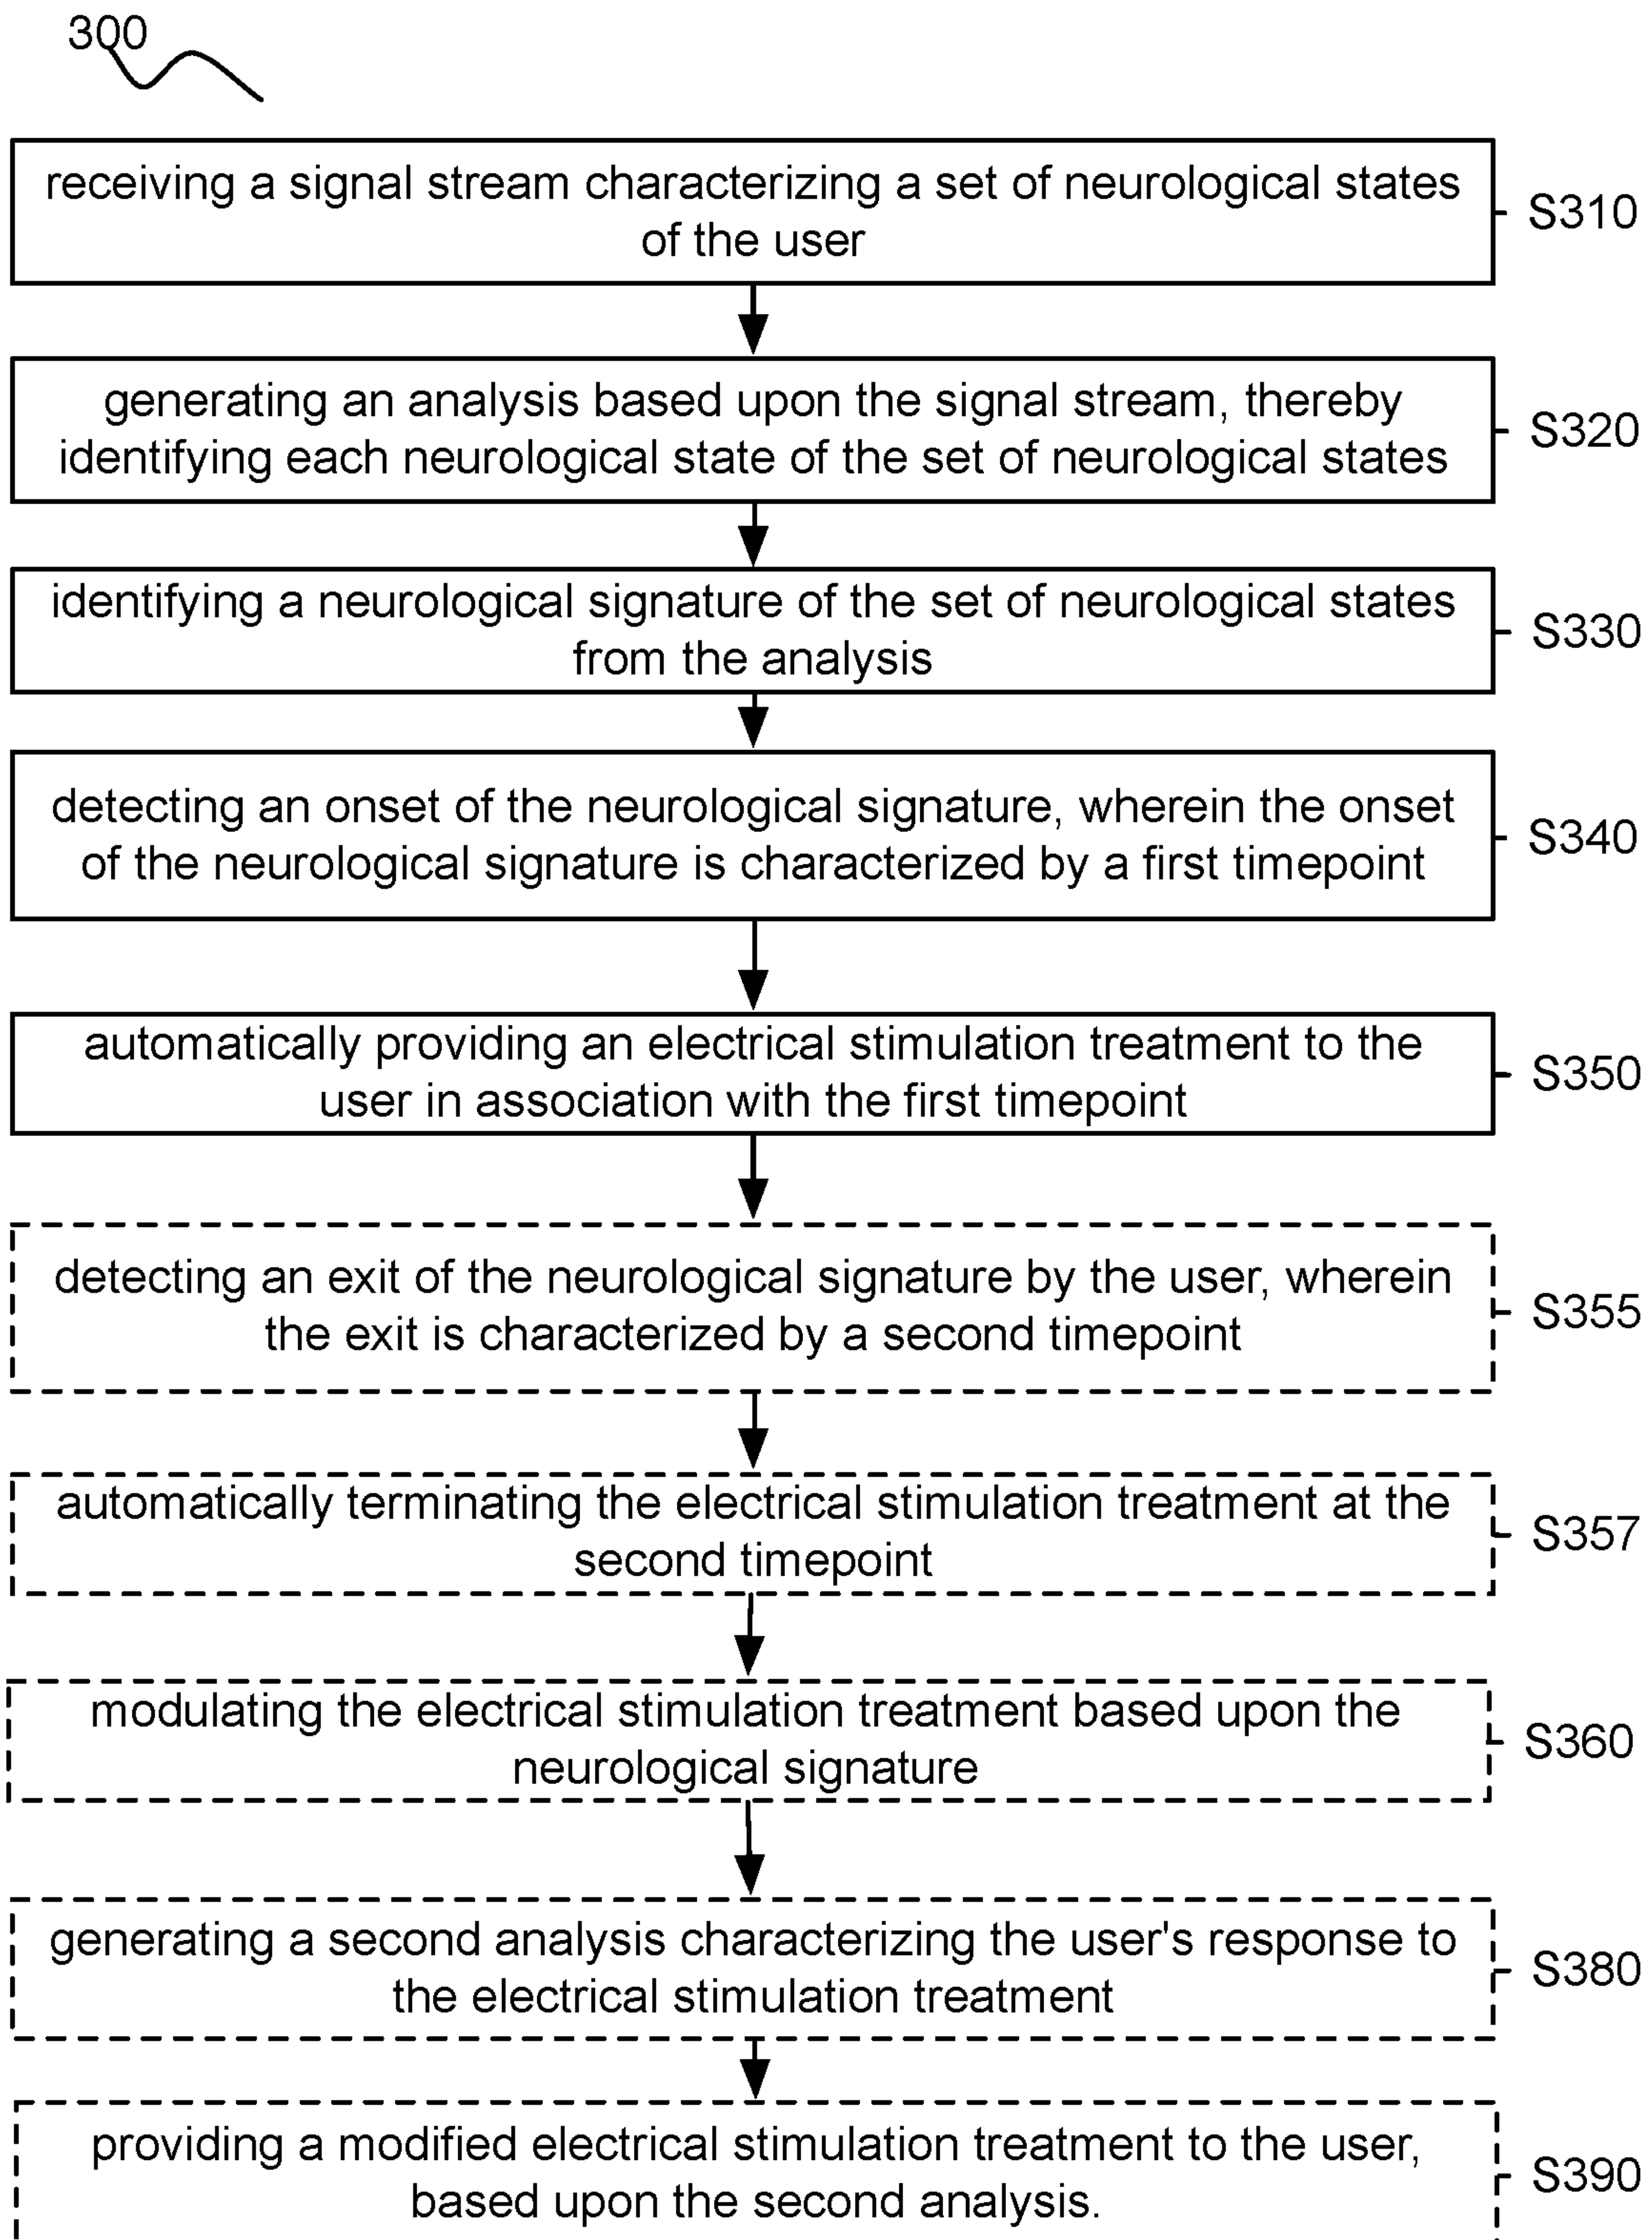 300
receiving a signal stream characterizing a set of neurological states
of the user
S310
generating an analysis based upon the signal stream, thereby
identifying each neurological state of the set of neurological states
S320
identifying a neurological signature of the set of neurological states
from the analysis
S330
detecting an onset of the neurological signature, wherein the onset
of the neurological signature is characterized by a first timepoint
S340
automatically providing an electrical stimulation treatment to the
user in association with the first timepoint
S350
detecting an exit of the neurological signature by the user, wherein
the exit is characterized by a second timepoint
S355
automatically terminating the electrical stimulation treatment at the
second timepoint
S357
modulating the electrical stimulation treatment based upon the
neurological signature
S360
generating a second analysis characterizing the user's response to
the electrical stimulation treatment
S380
providing a modified electrical stimulation treatment to the user,
based upon the second analysis.
S390